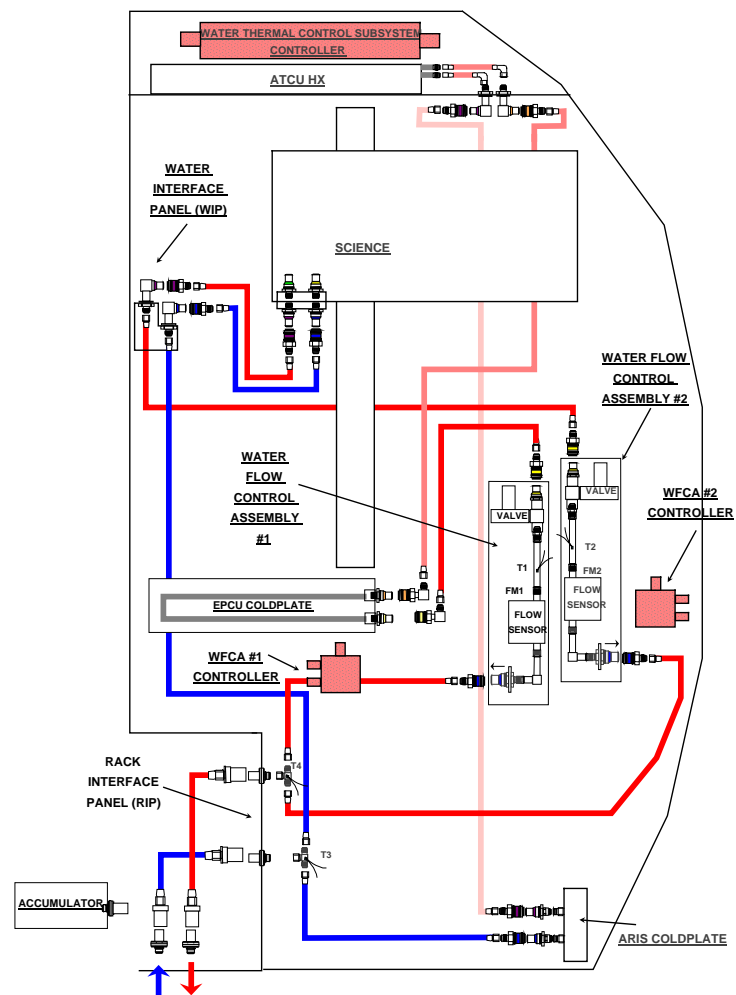 WATER THERMAL CONTROL SUBSYSTEM
CONTROLLER
ATCU HX
WATER
INTERFACE
PANEL (WIP)
SCIENCE
WATER FLOW
CONTROL
ASSEMBLY #2
WATER
FLOW
CONTROL
ASSEMBLY
#1
WFCA #2
CONTROLLER
VALVE
VALVE
T1
T2
FM1
FM2
FLOW
SENSOR
FLOW
SENSOR
EPCU COLDPLATE
WFCA #1
CONTROLLER
RACK
INTERFACE
PANEL (RIP)
T4
T3
ACCUMULATOR
ARIS COLDPLATE